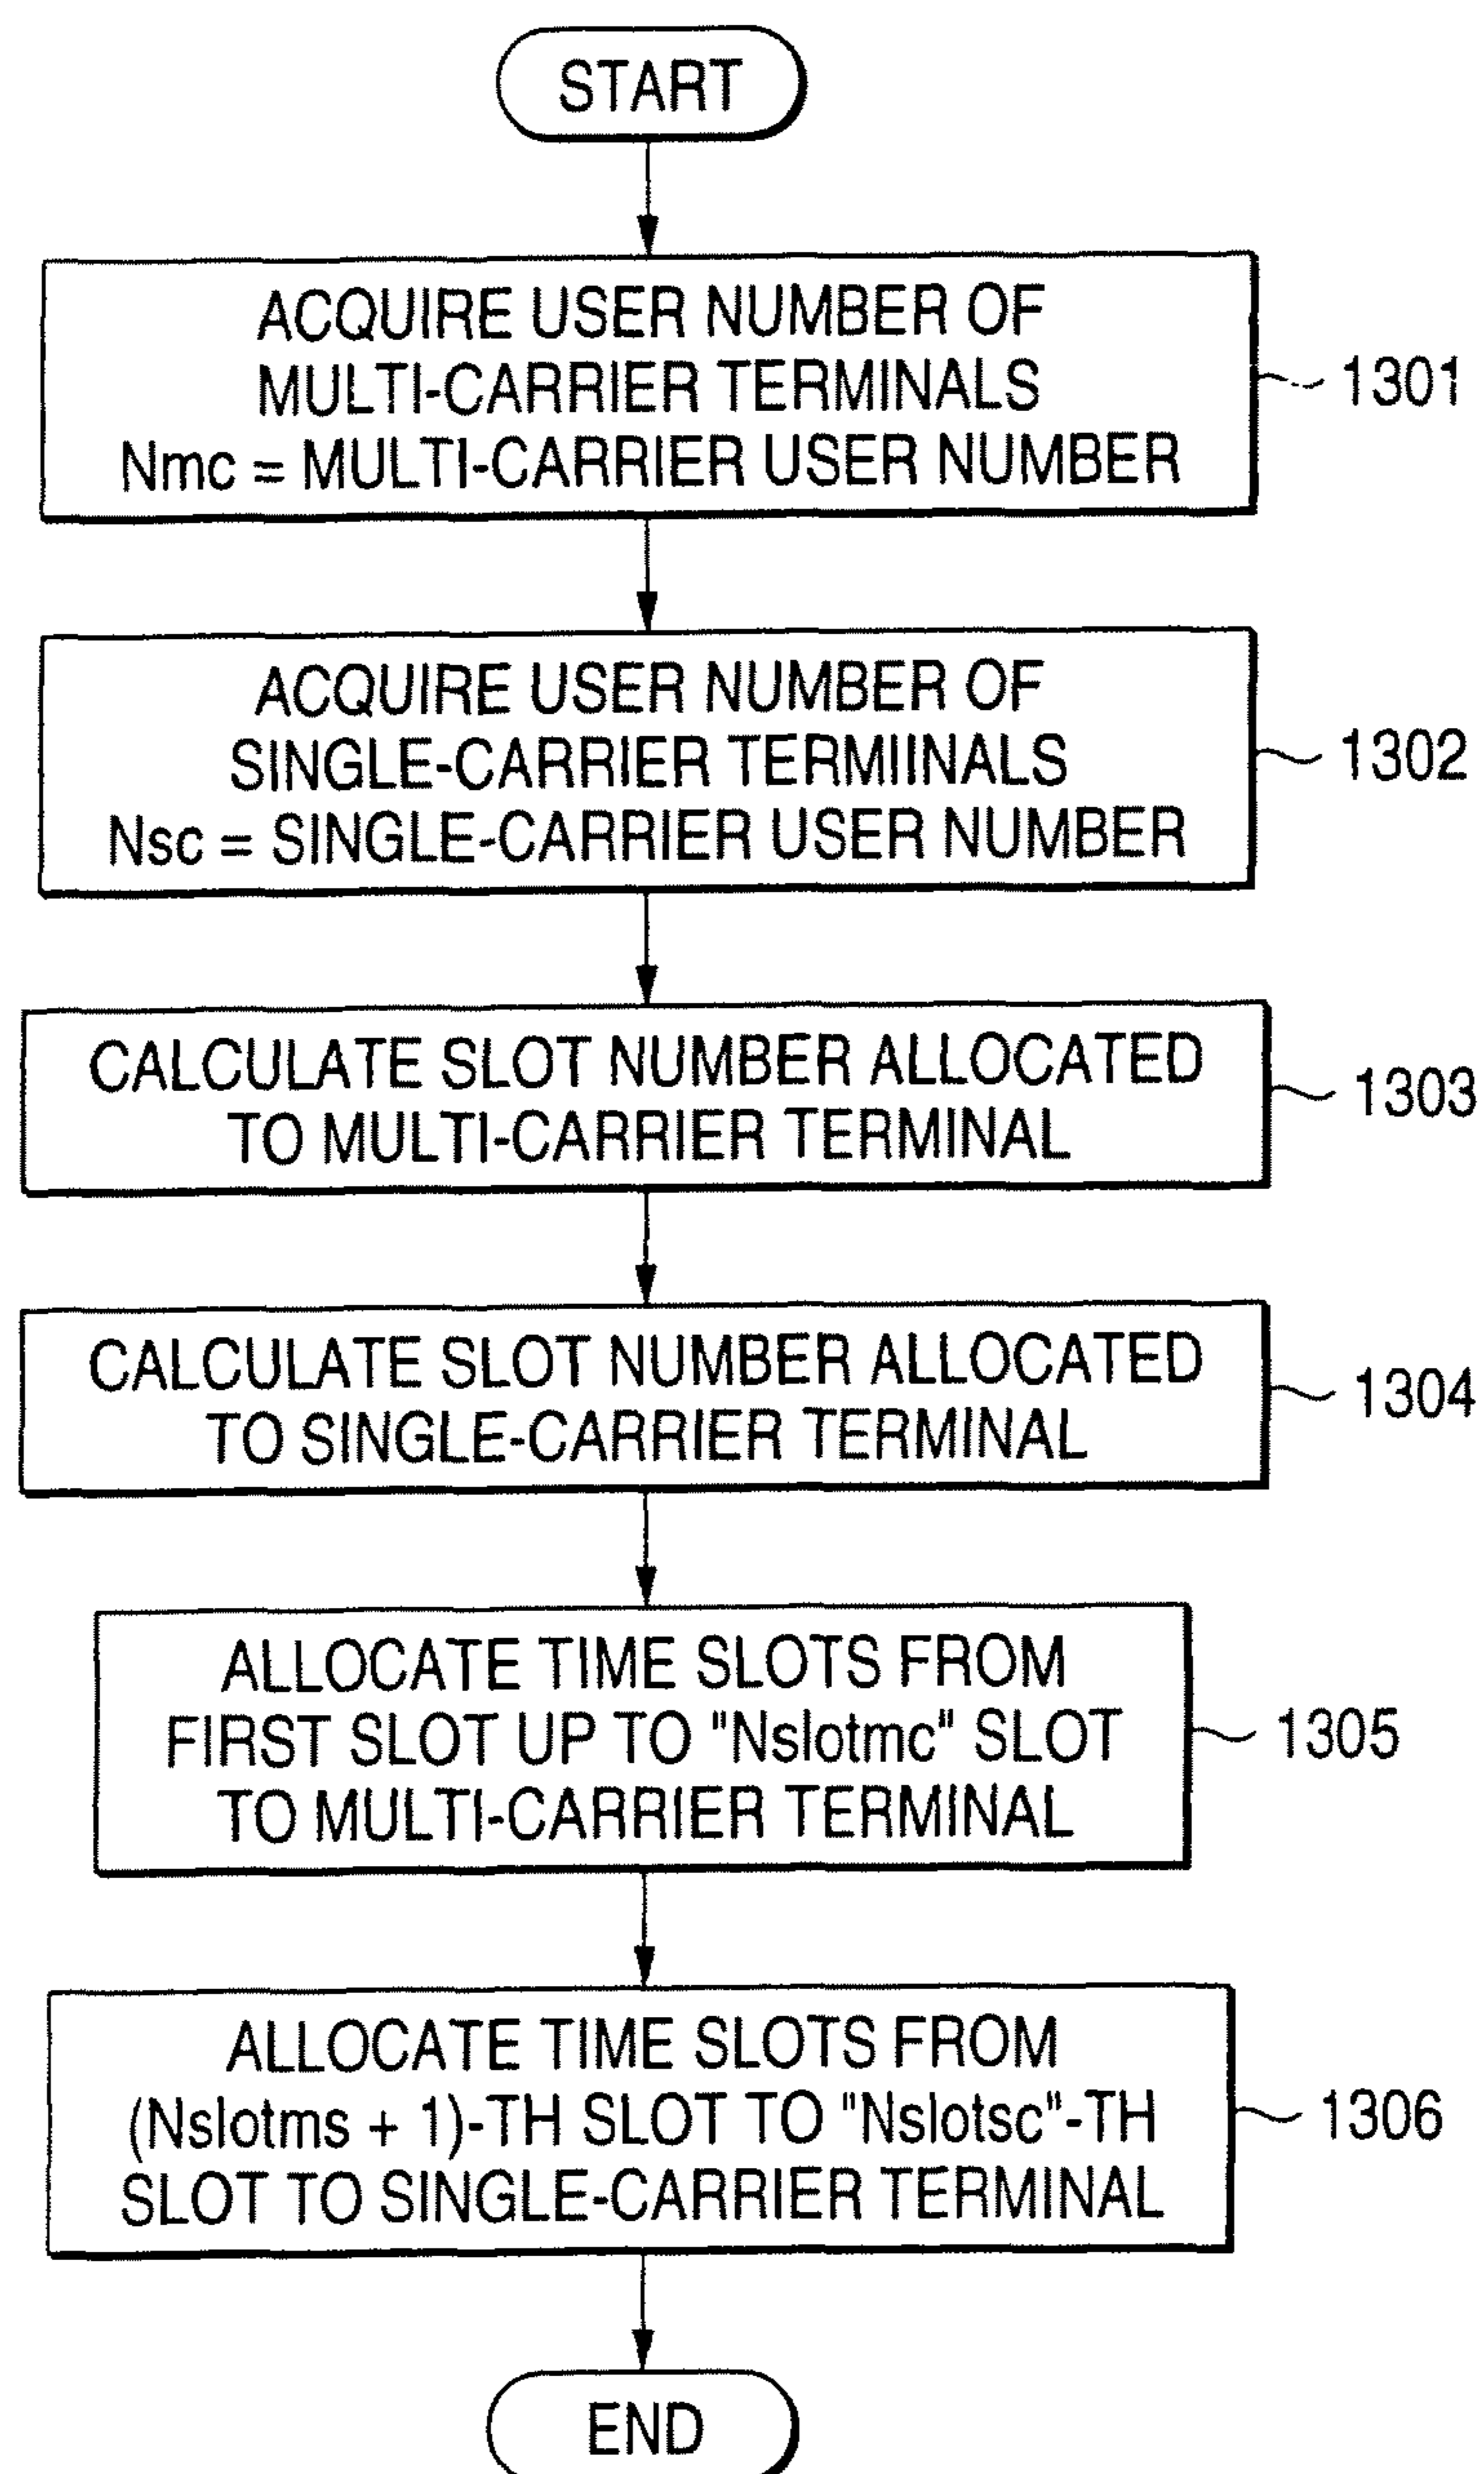 START
ACQUIRE USER NUMBER OF
MULTI-CARRIER TERMINALS
Nmc = MULTI-CARRIER USER NUMBER
1301
ACQUIRE USER NUMBER OF
SINGLE-CARRIER TERMIINALS
Nsc = SINGLE-CARRIER USER NUMBER
1302
CALCULATE SLOT NUMBER ALLOCATED
TO MULTI-CARRIER TERMINAL
1303
CALCULATE SLOT NUMBER ALLOCATED
TO SINGLE-CARRIER TERMINAL
1304
ALLOCATE TIME SLOTS FROM
FIRST SLOT UP TO "Nslotmc" SLOT
TO MULTI-CARRIER TERMINAL
1305
ALLOCATE TIME SLOTS FROM
(Nslotms + 1)-TH SLOT TO "Nslotsc"-TH
SLOT TO SINGLE-CARRIER TERMINAL
1306
END